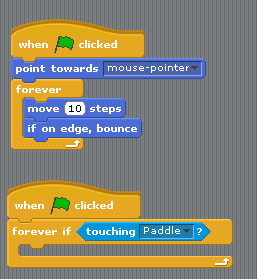 when clicked
point towards mouse-pointer
forever
move 10 steps
if on edge, bounce
when clicked
forever if touching Paddle ?